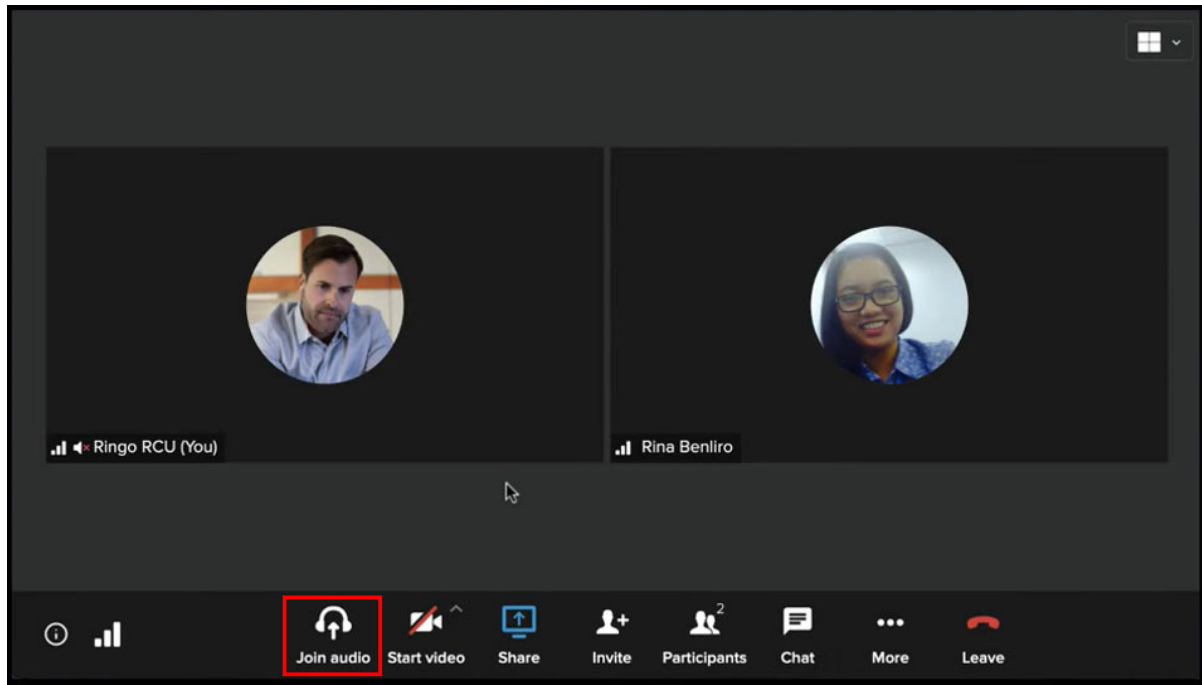 Ringo RCU (You)
Rina Benliro
2
Join audio
Start video
Share
Invite
Participants
Chat
More
Leave